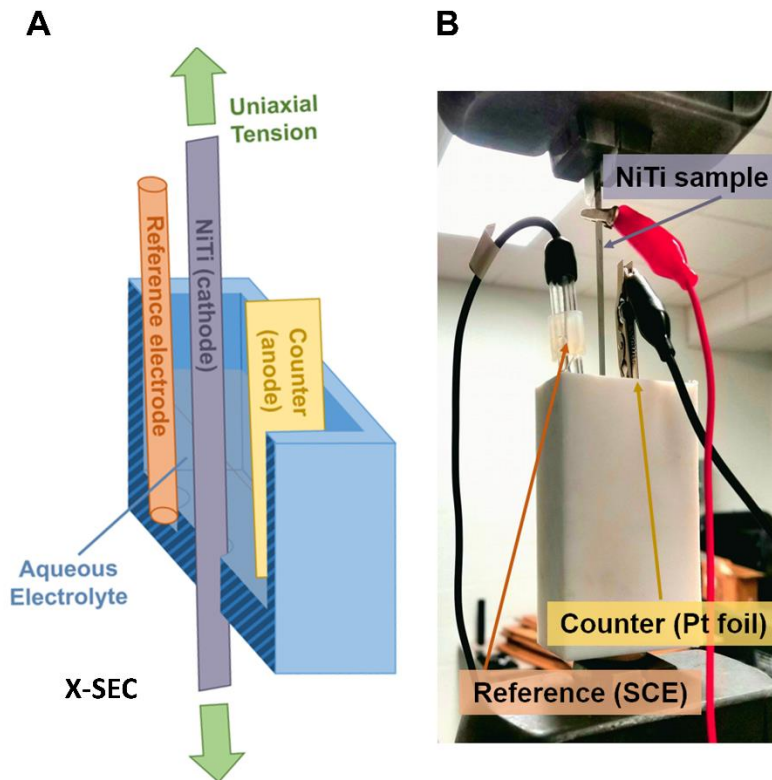 A
Uniaxial
Tension
Reference electrode
NiTi (cathode)
Counter
(anode)
Aqueous
Electrolyte
X-SEC
B
NiTi sample
Counter (Pt foil)
Reference (SCE)